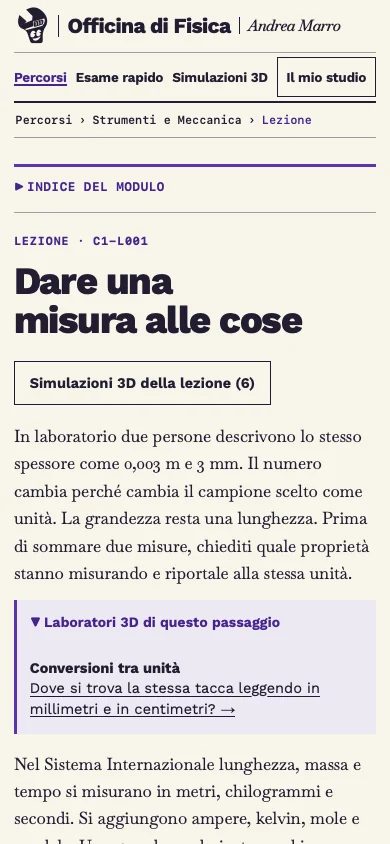 Officina di Fisica | Andrea Marro
Percorsi Esame rapido Simulazioni 3D Il mio studio
Percorsi › Strumenti e Meccanica › Lezione
▶ INDICE DEL MODULO
LEZIONE · C1-L001
Dare una
misura alle cose
Simulazioni 3D della lezione (6)
In laboratorio due persone descrivono lo stesso
spessore come 0,003 m e 3 mm. Il numero
cambia perché cambia il campione scelto come
unità. La grandezza resta una lunghezza. Prima
di sommare due misure, chiediti quale proprietà
stanno misurando e riportale alla stessa unità.
▼ Laboratori 3D di questo passaggio
Conversioni tra unità
Dove si trova la stessa tacca leggendo in
millimetri e in centimetri? →
Nel Sistema Internazionale lunghezza, massa e
tempo si misurano in metri, chilogrammi e
secondi. Si aggiungono ampere, kelvin, mole e